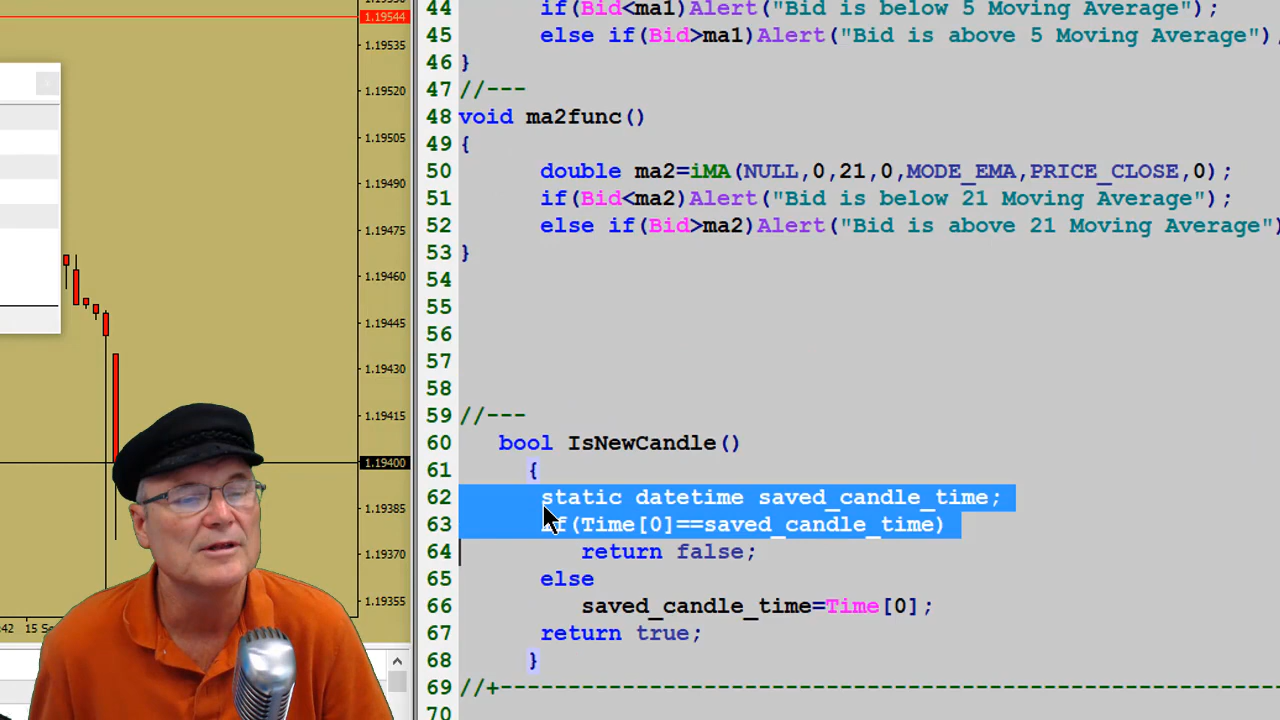 1.19544
1.19535
1.19520
1.19505
1.19490
1.19475
1.19460
1.19445
1.19430
1.19415
1.19400
1.19385
1.19370
1.19355
:42 15 Sep
44 if(Bid<ma1)Alert("Bid is below 5 Moving Average");
45 else if(Bid>ma1)Alert("Bid is above 5 Moving Average")
46 }
47 //---
48 void ma2func()
49 {
50 double ma2=iMA(NULL,0,21,0,MODE_EMA,PRICE_CLOSE,0);
51 if(Bid<ma2)Alert("Bid is below 21 Moving Average");
52 else if(Bid>ma2)Alert("Bid is above 21 Moving Average"
53 }
54
55
56
57
58
59 //---
60 bool IsNewCandle()
61 {
62 static datetime saved_candle_time;
63 if(Time[0]==saved_candle_time)
64 return false;
65 else
66 saved_candle_time=Time[0];
67 return true;
68 }
69 //+---------------------------------------------------------
70